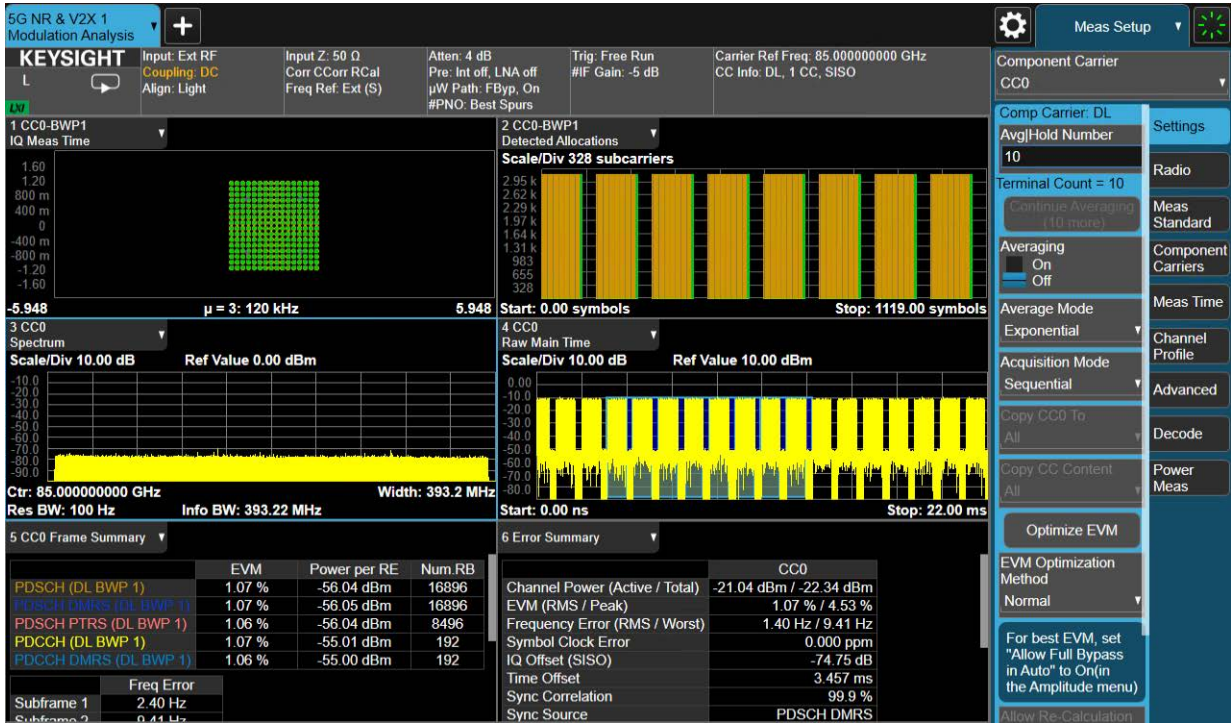 5G NR & V2X 1
Modulation Analysis
+
Meas Setup
KEYSIGHT
L
LXI
Input: Ext RF
Coupling: DC
Align: Light
Input Z: 50 Ω
Corr CCorr RCal
Freq Ref: Ext (S)
Atten: 4 dB
Pre: Int off, LNA off
µW Path: FByp, On
#PNO: Best Spurs
Trig: Free Run
#IF Gain: -5 dB
Carrier Ref Freq: 85.000000000 GHz
CC Info: DL, 1 CC, SISO
1 CC0-BWP1
IQ Meas Time
1.60
1.20
800 m
400 m
0
-400 m
-800 m
-1.20
-1.60
-5.948 µ = 3: 120 kHz 5.948
2 CC0-BWP1
Detected Allocations
Scale/Div 328 subcarriers
2.95 k
2.62 k
2.29 k
1.97 k
1.64 k
1.31 k
983
655
328
Start: 0.00 symbols Stop: 1119.00 symbols
3 CC0
Spectrum
Scale/Div 10.00 dB Ref Value 0.00 dBm
-10.0
-20.0
-30.0
-40.0
-50.0
-60.0
-70.0
-80.0
-90.0
Ctr: 85.000000000 GHz Width: 393.2 MHz
Res BW: 100 Hz Info BW: 393.22 MHz
4 CC0
Raw Main Time
Scale/Div 10.00 dB Ref Value 10.00 dBm
0.00
-10.0
-20.0
-30.0
-40.0
-50.0
-60.0
-70.0
-80.0
Start: 0.00 ns Stop: 22.00 ms
5 CC0 Frame Summary
EVM Power per RE Num.RB
PDSCH (DL BWP 1) 1.07 % -56.04 dBm 16896
PDSCH DMRS (DL BWP 1) 1.07 % -56.05 dBm 16896
PDSCH PTRS (DL BWP 1) 1.06 % -56.04 dBm 8496
PDCCH (DL BWP 1) 1.07 % -55.01 dBm 192
PDCCH DMRS (DL BWP 1) 1.06 % -55.00 dBm 192
Freq Error
Subframe 1 2.40 Hz
Subframe 2 9.41 Hz
6 Error Summary
CC0
Channel Power (Active / Total) -21.04 dBm / -22.34 dBm
EVM (RMS / Peak) 1.07 % / 4.53 %
Frequency Error (RMS / Worst) 1.40 Hz / 9.41 Hz
Symbol Clock Error 0.000 ppm
IQ Offset (SISO) -74.75 dB
Time Offset 3.457 ms
Sync Correlation 99.9 %
Sync Source PDSCH DMRS
Component Carrier
CC0
Comp Carrier: DL
Avg|Hold Number
10
Terminal Count = 10
Continue Averaging
(10 more)
Averaging
On
Off
Average Mode
Exponential
Acquisition Mode
Sequential
Copy CC0 To
All
Copy CC Content
All
Optimize EVM
EVM Optimization
Method
Normal
For best EVM, set
"Allow Full Bypass
in Auto" to On(in
the Amplitude menu)
Allow Re-Calculation
Settings
Radio
Meas
Standard
Component
Carriers
Meas Time
Channel
Profile
Advanced
Decode
Power
Meas